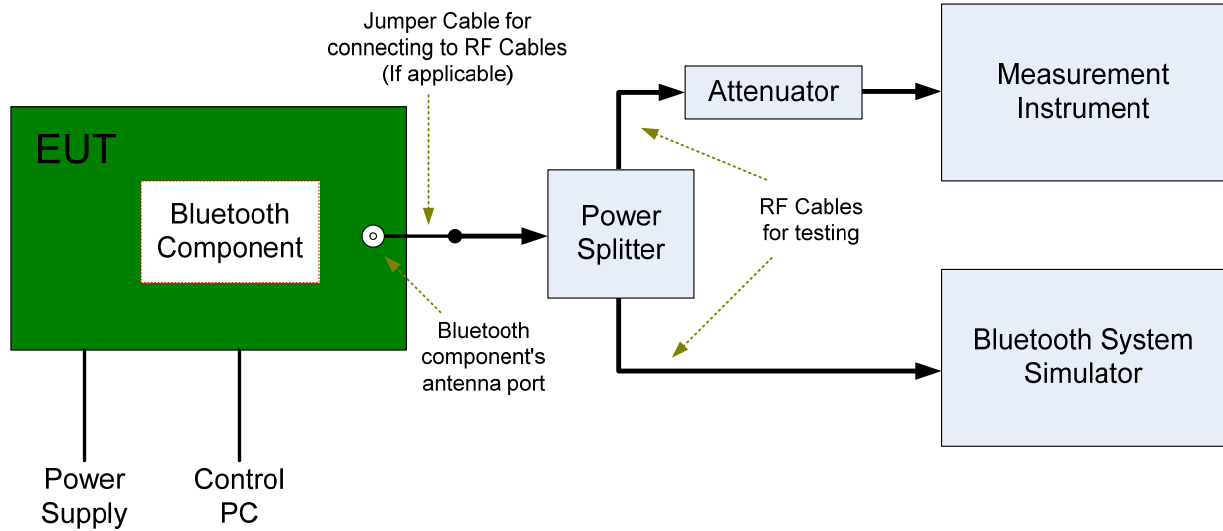 Jumper Cable for
connecting to RF Cables
(If applicable)
EUT
Bluetooth
Component
Bluetooth
component's
antenna port
Power
Supply
Control
PC
Power
Splitter
Attenuator
RF Cables
for testing
Measurement
Instrument
Bluetooth System
Simulator